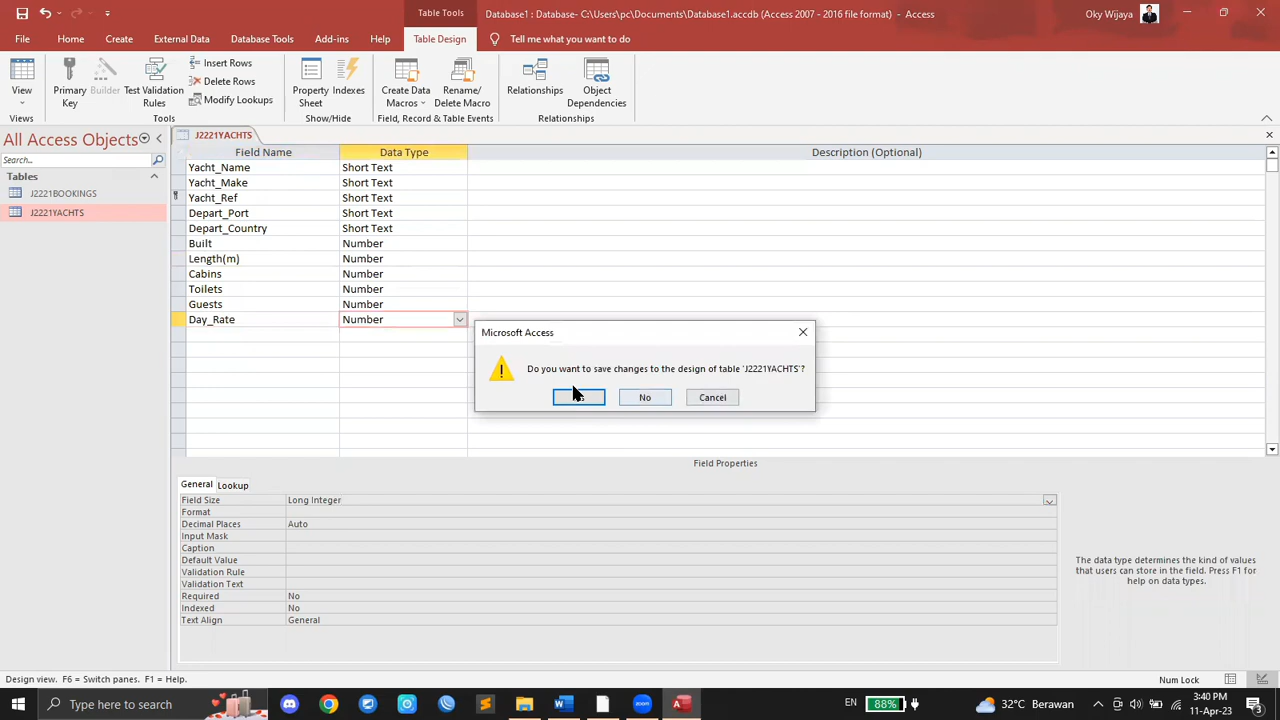 Table Tools
Database1 : Database- C:\Users\pc\Documents\Database1.accdb (Access 2007 - 2016 file format) - Access
Oky Wijaya
File Home Create External Data Database Tools Add-ins Help Table Design Tell me what you want to do
View
Primary Key
Builder
Test Validation Rules
Insert Rows
Delete Rows
Modify Lookups
Property Sheet
Indexes
Create Data Macros
Rename/ Delete Macro
Relationships
Object Dependencies
Views Tools Show/Hide Field, Record & Table Events Relationships
All Access Objects
Search...
Tables
J2221BOOKINGS
J2221YACHTS
J2221YACHTS
Field Name Data Type Description (Optional)
Yacht_Name Short Text
Yacht_Make Short Text
Yacht_Ref Short Text
Depart_Port Short Text
Depart_Country Short Text
Built Number
Length(m) Number
Cabins Number
Toilets Number
Guests Number
Day_Rate Number
Microsoft Access
Do you want to save changes to the design of table 'J2221YACHTS'?
No Cancel
Field Properties
General Lookup
Field Size Long Integer
Format
Decimal Places Auto
Input Mask
Caption
Default Value
Validation Rule
Validation Text
Required No
Indexed No
Text Align General
The data type determines the kind of values
that users can store in the field. Press F1 for
help on data types.
Design view. F6 = Switch panes. F1 = Help.
Num Lock
Type here to search
EN
88%
32°C Berawan
3:40 PM
11-Apr-23